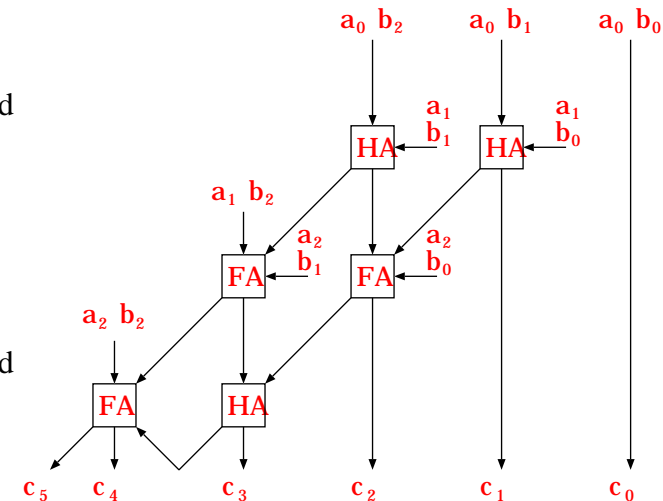 a₀ b₂ a₀ b₁ a₀ b₀
d
a₁ a₁
b₁ b₀
HA HA
a₁ b₂
a₂ a₂
b₁ b₀
FA FA
a₂ b₂
d
FA HA
c₅ c₄ c₃ c₂ c₁ c₀